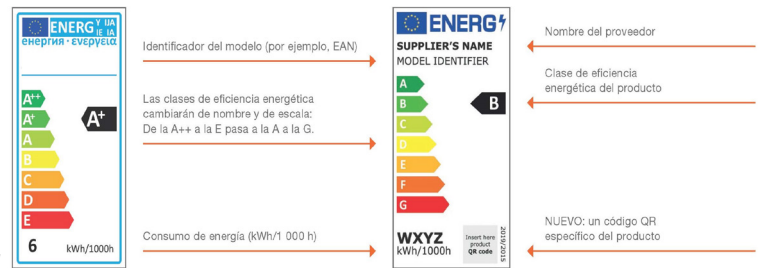 ENERG Y IJA
IE IA
енергия · ενεργεια
A++
A+
A
B
C
D
E
A+
6 kWh/1000h
Identificador del modelo (por ejemplo, EAN)
Las clases de eficiencia energética
cambiarán de nombre y de escala:
De la A++ a la E pasa a la A a la G.
Consumo de energía (kWh/1 000 h)
ENERG
SUPPLIER'S NAME
MODEL IDENTIFIER
A
B
C
D
E
F
G
B
WXYZ
kWh/1000h
Insert here
product
QR code
2019/2015
Nombre del proveedor
Clase de eficiencia
energética del producto
NUEVO: un código QR
específico del producto